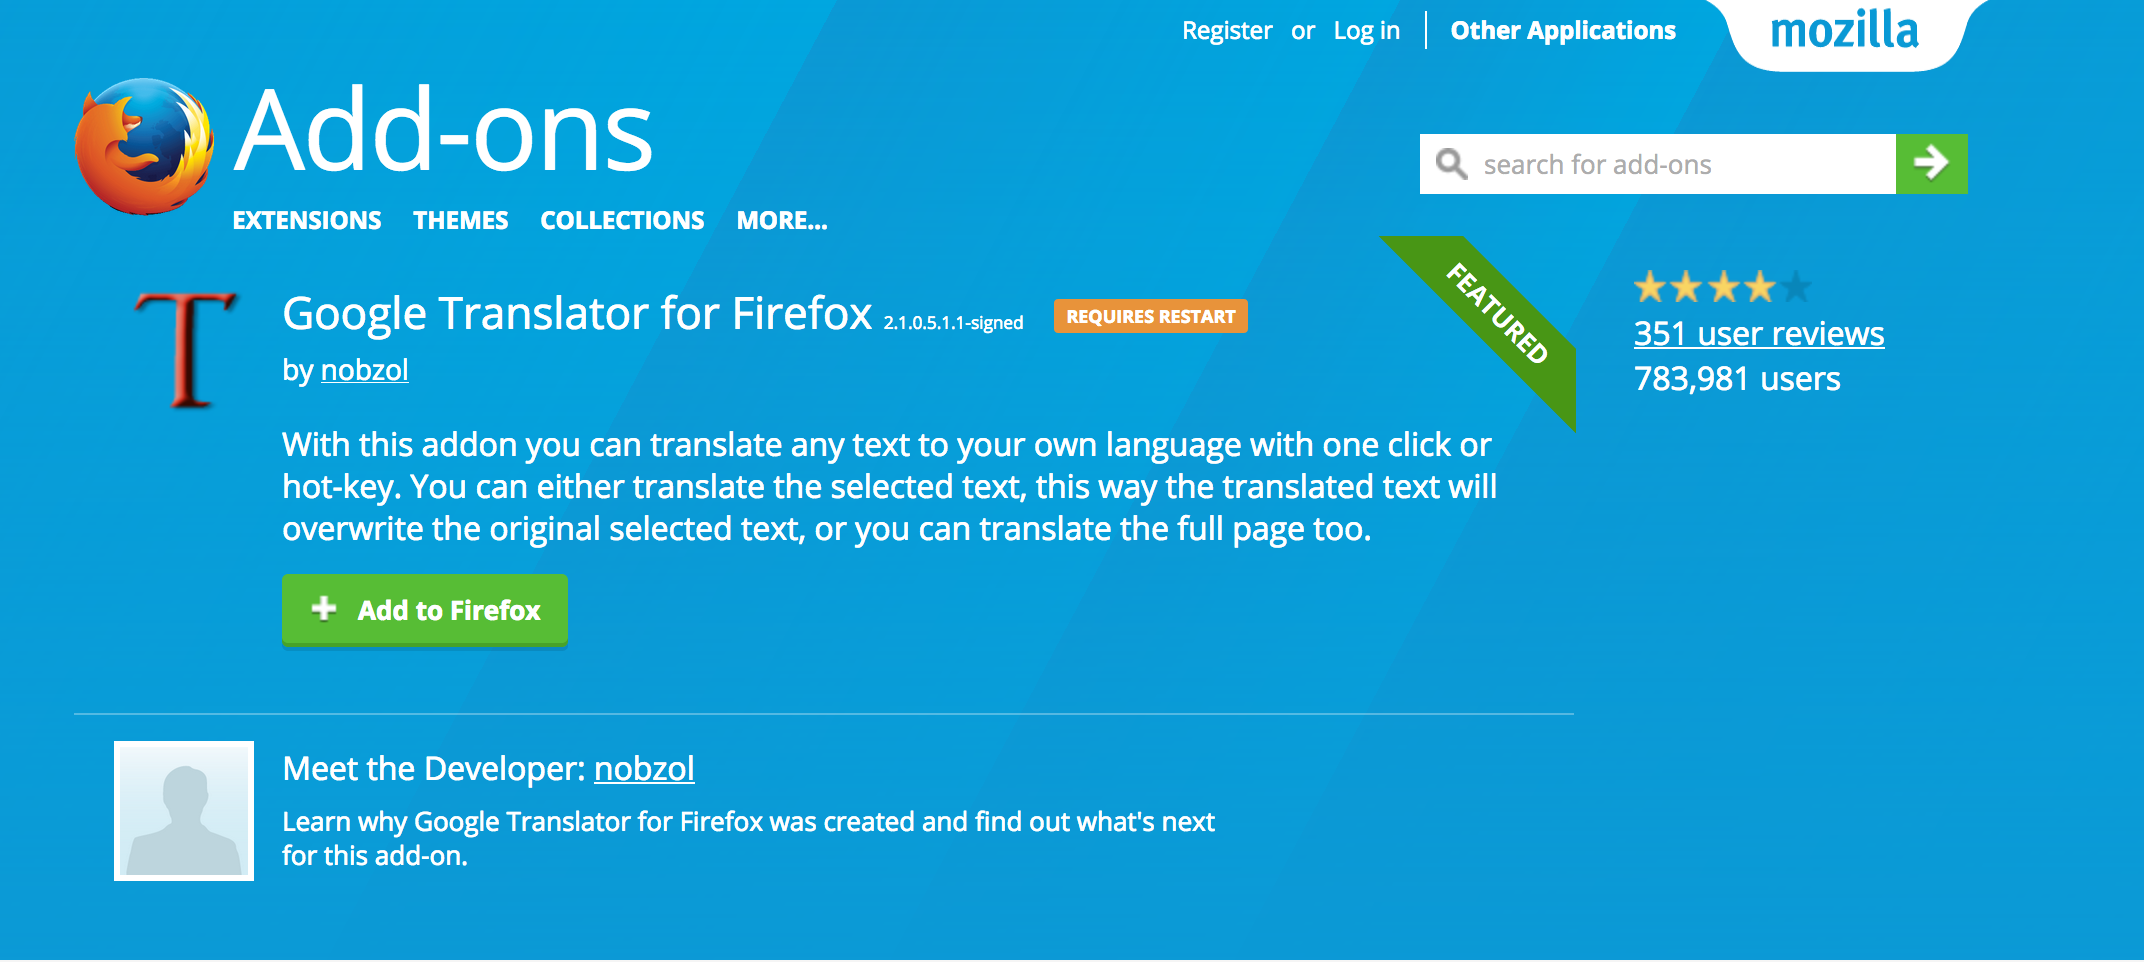 Register or Log in Other Applications mozilla
Add-ons
search for add-ons
EXTENSIONS THEMES COLLECTIONS MORE...
T
Google Translator for Firefox 2.1.0.5.1.1-signed REQUIRES RESTART
by nobzol
FEATURED
351 user reviews
783,981 users
With this addon you can translate any text to your own language with one click or
hot-key. You can either translate the selected text, this way the translated text will
overwrite the original selected text, or you can translate the full page too.
Add to Firefox
Meet the Developer: nobzol
Learn why Google Translator for Firefox was created and find out what's next
for this add-on.